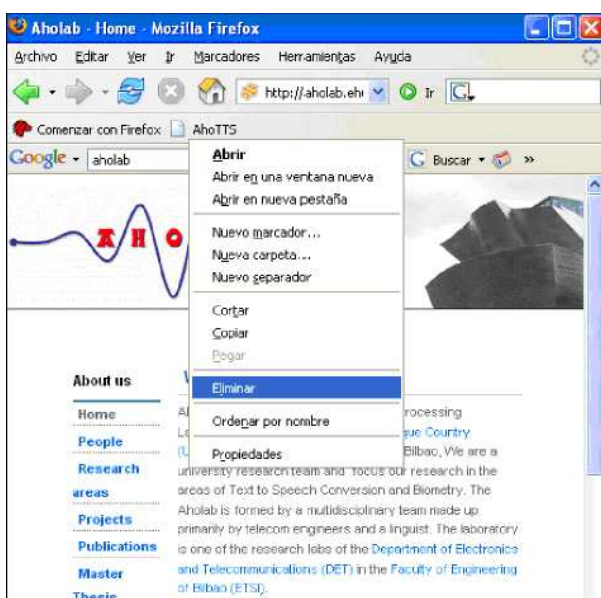 Aholab - Home - Mozilla Firefox
Archivo Editar Ver Ir Marcadores Herramientas Ayuda
http://aholab.ehu Ir G
Comenzar con Firefox AhoTTS
Google aholab G Buscar »
Abrir
Abrir en una ventana nueva
Abrir en nueva pestaña
AHO
Nuevo marcador...
Nueva carpeta...
Nuevo separador
Cortar
Copiar
Pegar
Eliminar
Ordenar por nombre
Propiedades
About us
Home
People
Research
areas
Projects
Publications
Master
Thesis
W
rocessing
que Country
Bilbao, We are a
university research team and focus our research in the
areas of Text to Speech Conversion and Biometry. The
Aholab is formed by a multidisciplinary team made up
primarily by telecom engineers and a linguist. The laboratory
is one of the research labs of the Department of Electronics
and Telecommunications (DET) in the Faculty of Engineering
of Bilbao (ETSI).